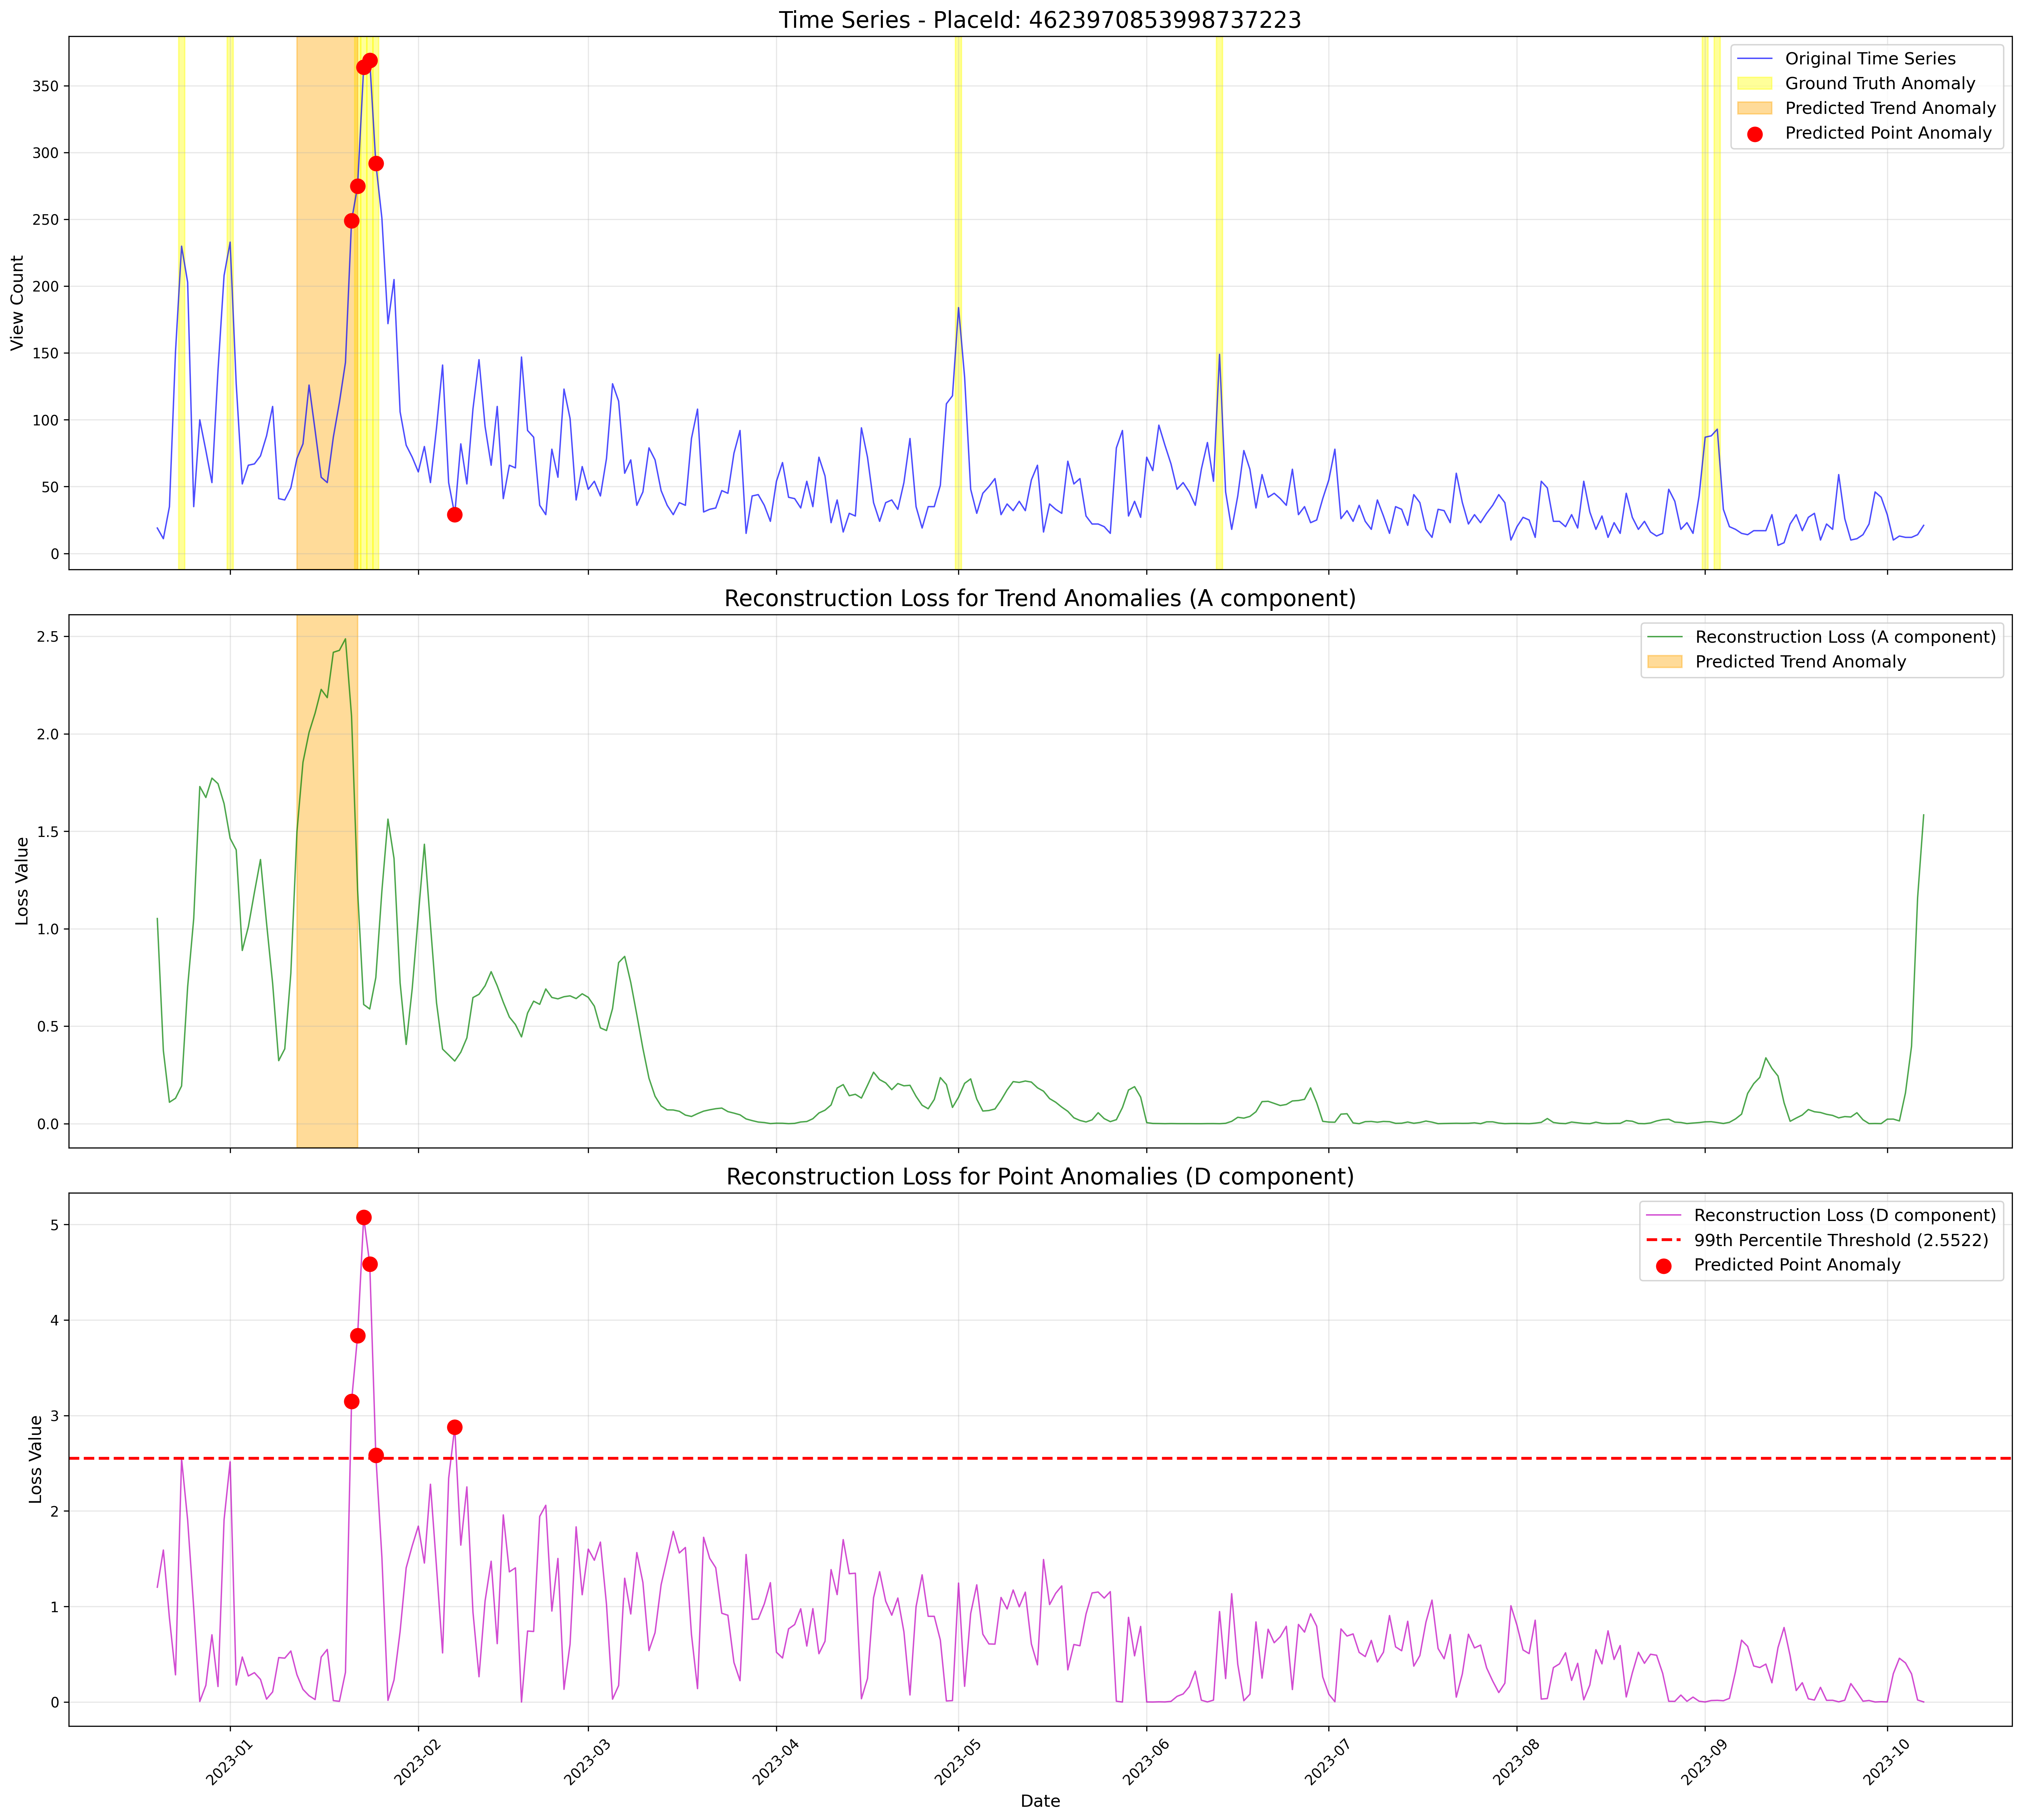 Time Series - PlaceId: 4623970853998737223
Original Time Series
Ground Truth Anomaly
Predicted Trend Anomaly
Predicted Point Anomaly
350
300
250
200
150
100
50
0
View Count
Reconstruction Loss for Trend Anomalies (A component)
Reconstruction Loss (A component)
Predicted Trend Anomaly
2.5
2.0
1.5
1.0
0.5
0.0
Loss Value
Reconstruction Loss for Point Anomalies (D component)
Reconstruction Loss (D component)
99th Percentile Threshold (2.5522)
Predicted Point Anomaly
5
4
3
2
1
0
Loss Value
2023-01
2023-02
2023-03
2023-04
2023-05
2023-06
2023-07
2023-08
2023-09
2023-10
Date